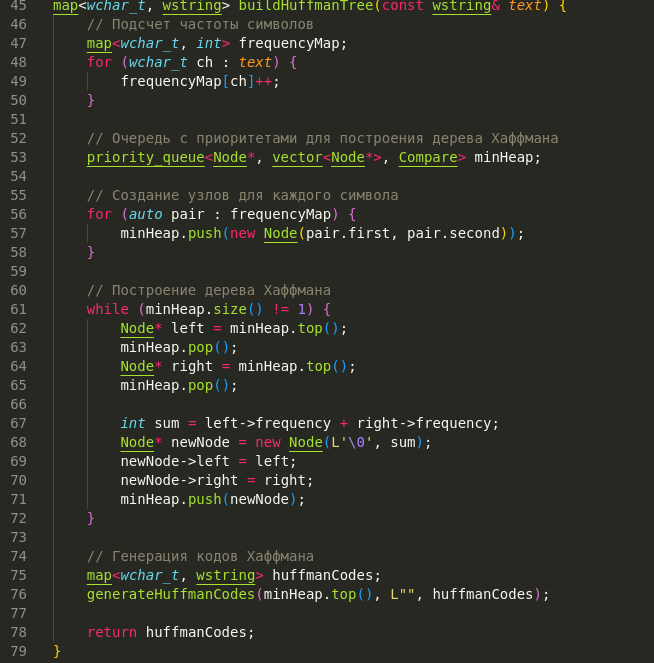 45 map<wchar_t, wstring> buildHuffmanTree(const wstring& text) {
46     // Подсчет частоты символов
47     map<wchar_t, int> frequencyMap;
48     for (wchar_t ch : text) {
49         frequencyMap[ch]++;
50     }
51
52     // Очередь с приоритетами для построения дерева Хаффмана
53     priority_queue<Node*, vector<Node*>, Compare> minHeap;
54
55     // Создание узлов для каждого символа
56     for (auto pair : frequencyMap) {
57         minHeap.push(new Node(pair.first, pair.second));
58     }
59
60     // Построение дерева Хаффмана
61     while (minHeap.size() != 1) {
62         Node* left = minHeap.top();
63         minHeap.pop();
64         Node* right = minHeap.top();
65         minHeap.pop();
66
67         int sum = left->frequency + right->frequency;
68         Node* newNode = new Node(L'\0', sum);
69         newNode->left = left;
70         newNode->right = right;
71         minHeap.push(newNode);
72     }
73
74     // Генерация кодов Хаффмана
75     map<wchar_t, wstring> huffmanCodes;
76     generateHuffmanCodes(minHeap.top(), L"", huffmanCodes);
77
78     return huffmanCodes;
79 }